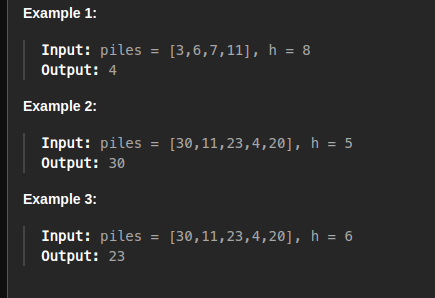 Example 1:
Input: piles = [3,6,7,11], h = 8
Output: 4
Example 2:
Input: piles = [30,11,23,4,20], h = 5
Output: 30
Example 3:
Input: piles = [30,11,23,4,20], h = 6
Output: 23